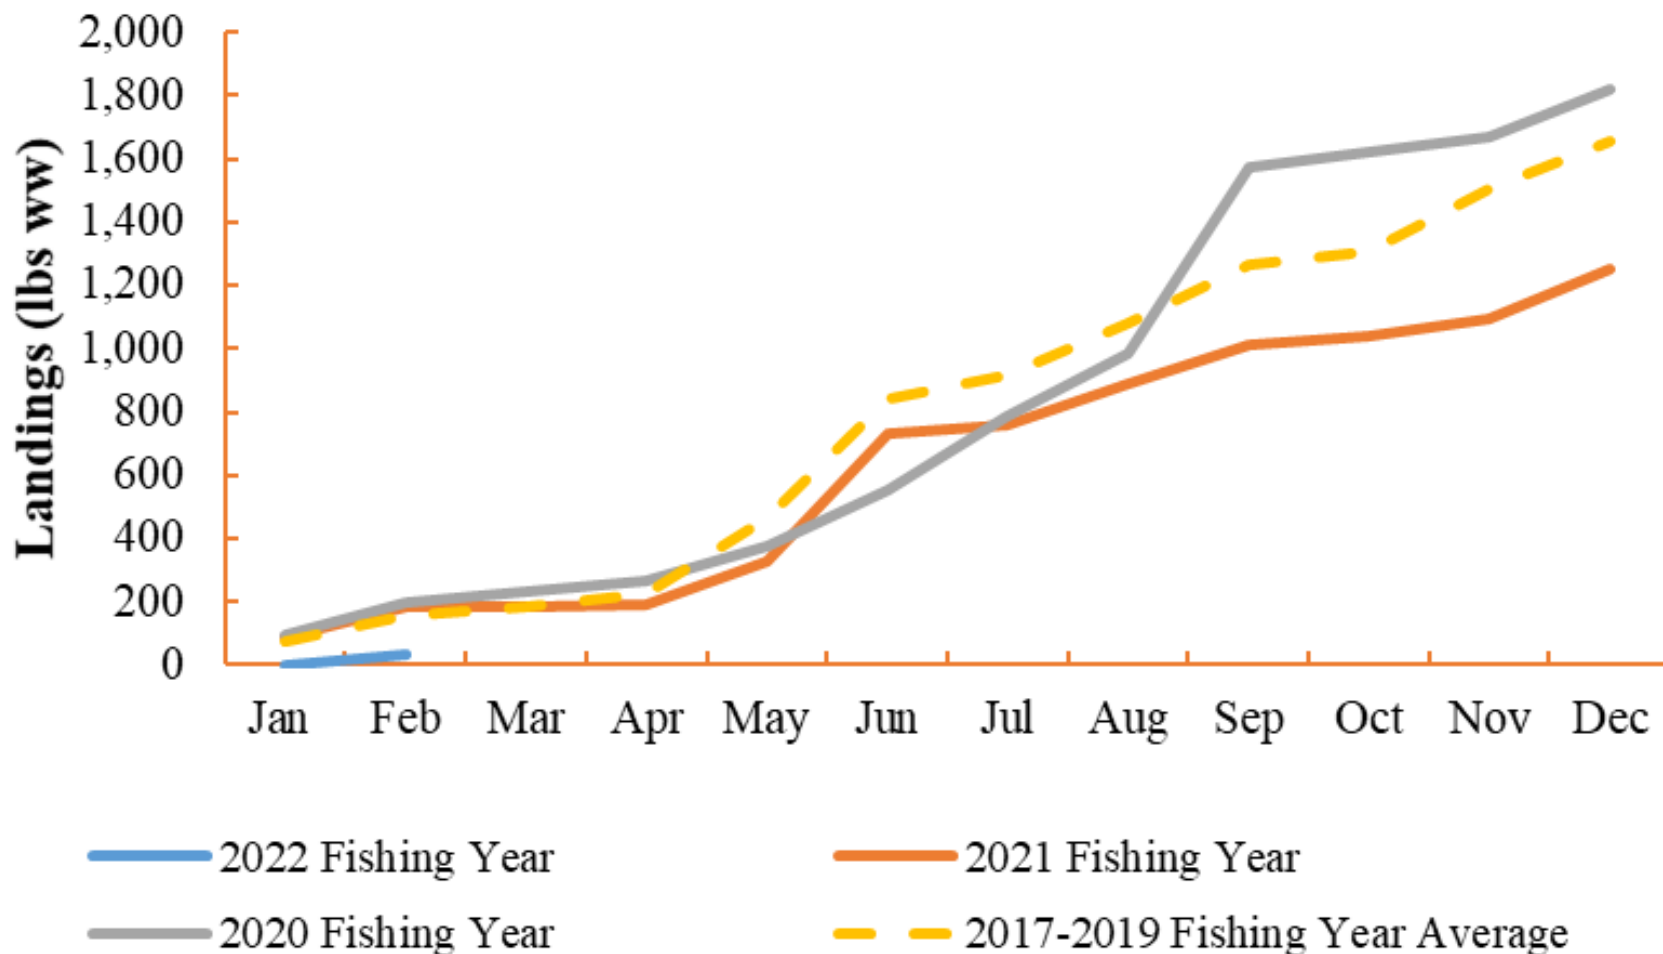 Landings (lbs ww)
2,000
1,800
1,600
1,400
1,200
1,000
800
600
400
200
0
Jan Feb Mar Apr May Jun Jul Aug Sep Oct Nov Dec
2022 Fishing Year 2021 Fishing Year
2020 Fishing Year 2017-2019 Fishing Year Average